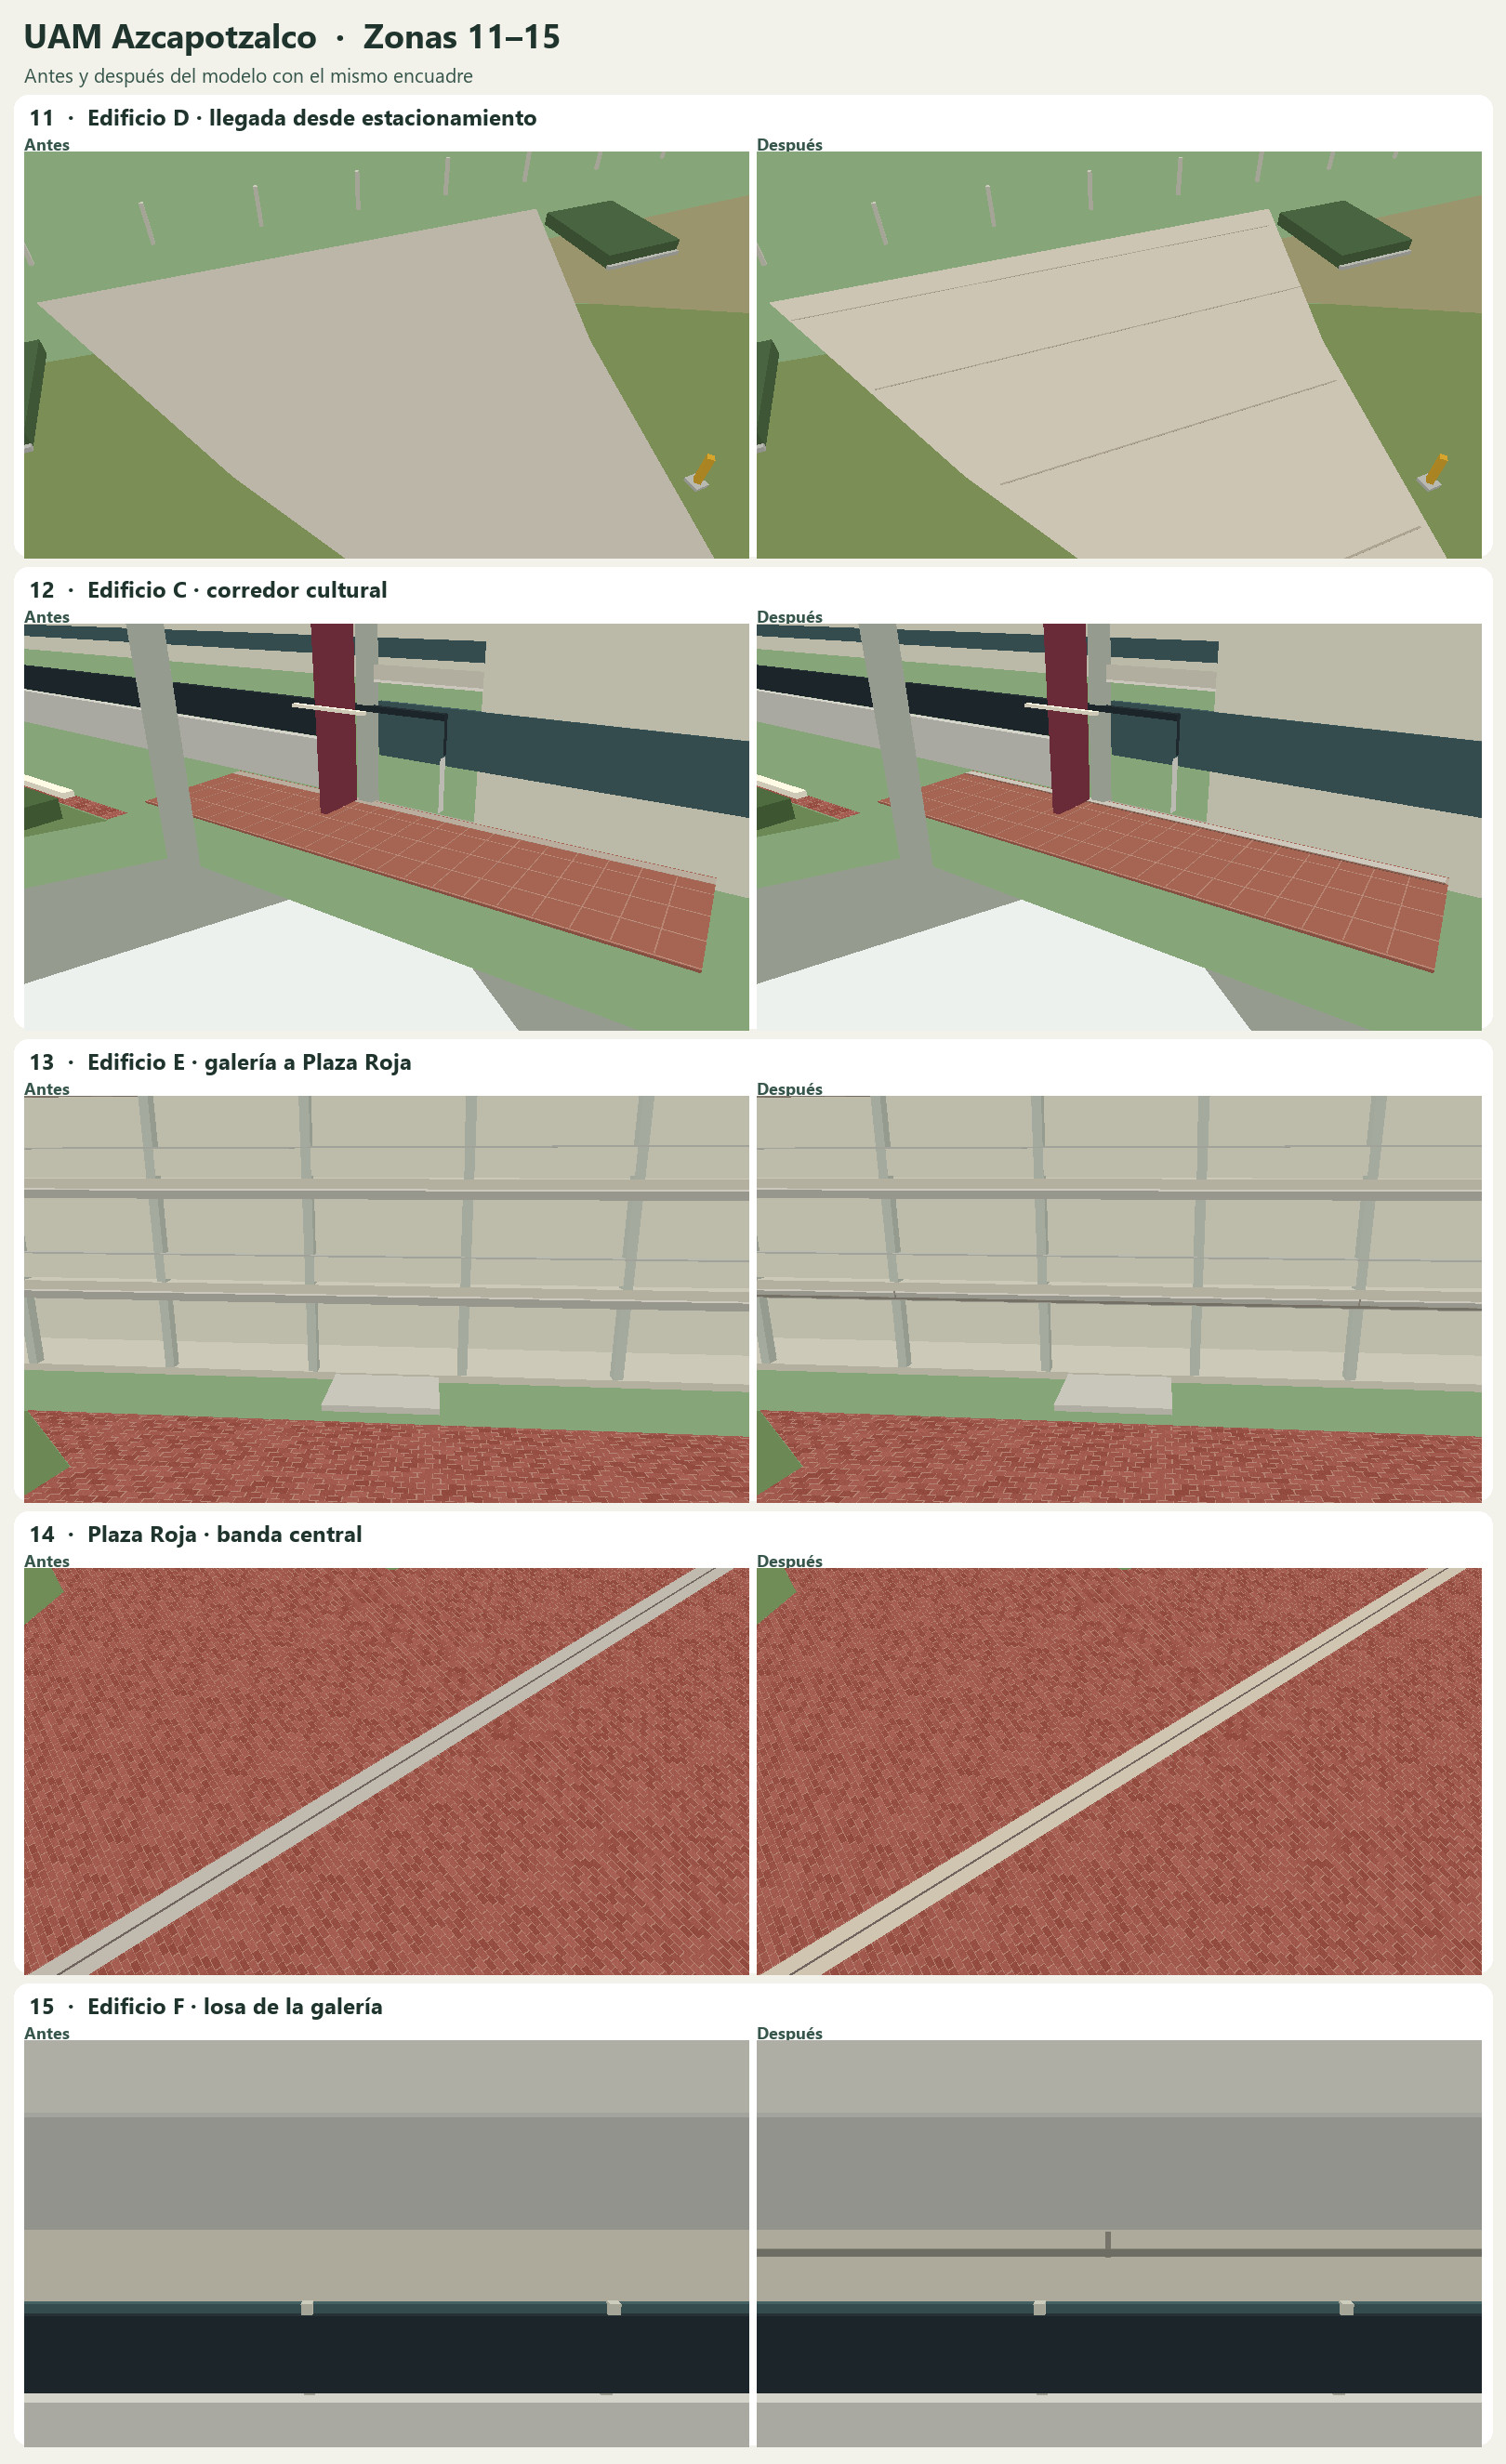 UAM Azcapotzalco · Zonas 11–15
Antes y después del modelo con el mismo encuadre
11 · Edificio D · llegada desde estacionamiento
Antes Después
12 · Edificio C · corredor cultural
Antes Después
13 · Edificio E · galería a Plaza Roja
Antes Después
14 · Plaza Roja · banda central
Antes Después
15 · Edificio F · losa de la galería
Antes Después